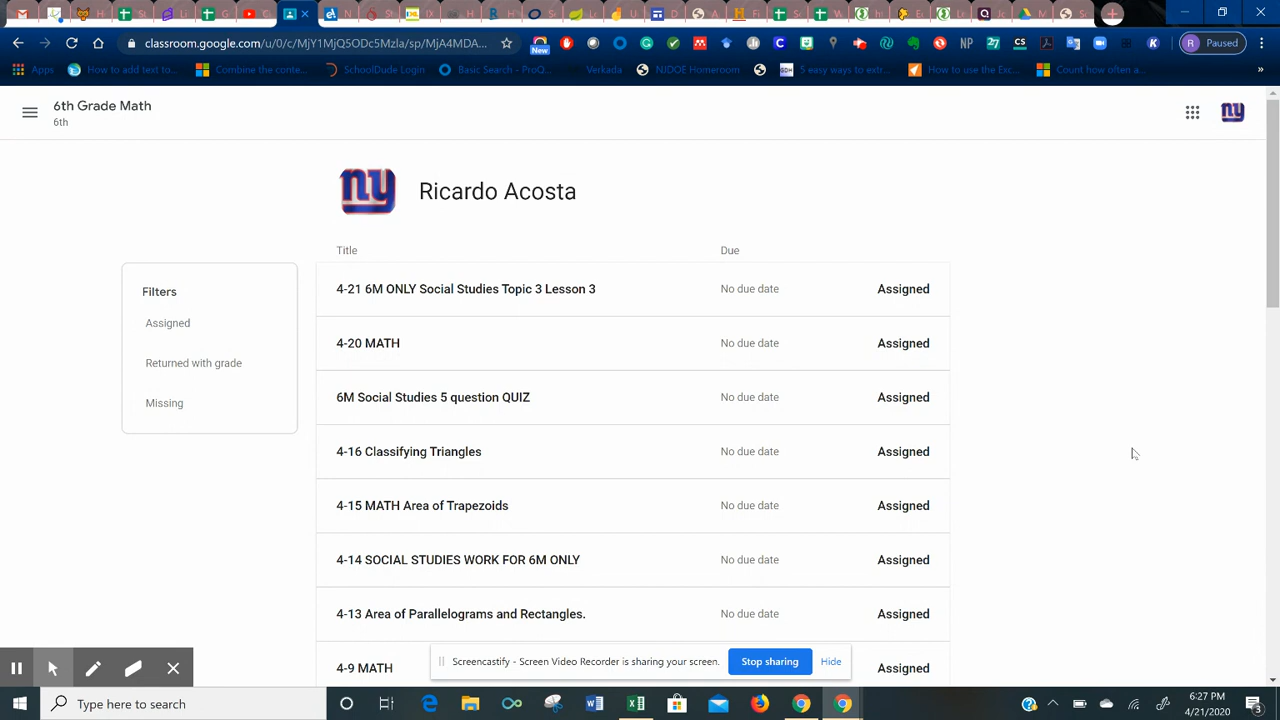 classroom.google.com/u/0/c/MjY1MjQ5ODc5Mzla/sp/MjA4MDA...
New
NP
27
CS
R Paused
Apps
How to add text to...
Combine the conte...
SchoolDude Login
Basic Search - ProQ...
Verkada
NJDOE Homeroom
5 easy ways to extr...
How to use the Exc...
Count how often a...
»
6th Grade Math
6th
ny
ny
Ricardo Acosta
Title Due
Filters
Assigned
Returned with grade
Missing
4-21 6M ONLY Social Studies Topic 3 Lesson 3 No due date Assigned
4-20 MATH No due date Assigned
6M Social Studies 5 question QUIZ No due date Assigned
4-16 Classifying Triangles No due date Assigned
4-15 MATH Area of Trapezoids No due date Assigned
4-14 SOCIAL STUDIES WORK FOR 6M ONLY No due date Assigned
4-13 Area of Parallelograms and Rectangles. No due date Assigned
4-9 MATH Assigned
Screencastify - Screen Video Recorder is sharing your screen. Stop sharing Hide
Type here to search
6:27 PM
4/21/2020
3